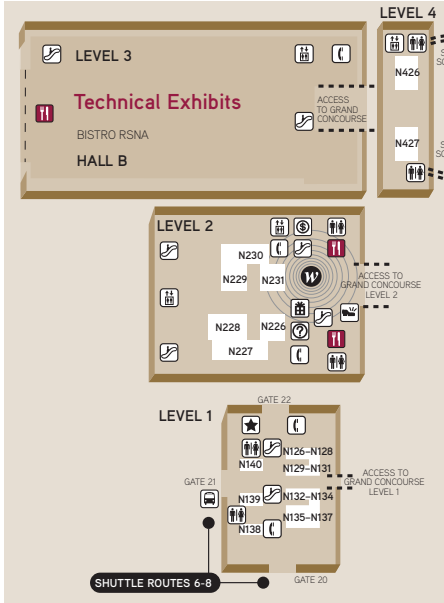 LEVEL 4
LEVEL 3
N426
Technical Exhibits
ACCESS
TO GRAND
CONCOURSE
BISTRO RSNA
N427
HALL B
LEVEL 2
N230
N229
N231
W
ACCESS TO
GRAND CONCOURSE
LEVEL 2
N228
N226
N227
GATE 22
LEVEL 1
N126–N128
N140
N129–N131
GATE 21
ACCESS TO
GRAND CONCOURSE
LEVEL 1
N139
N132–N134
N135–N137
N138
SHUTTLE ROUTES 6-8
GATE 20